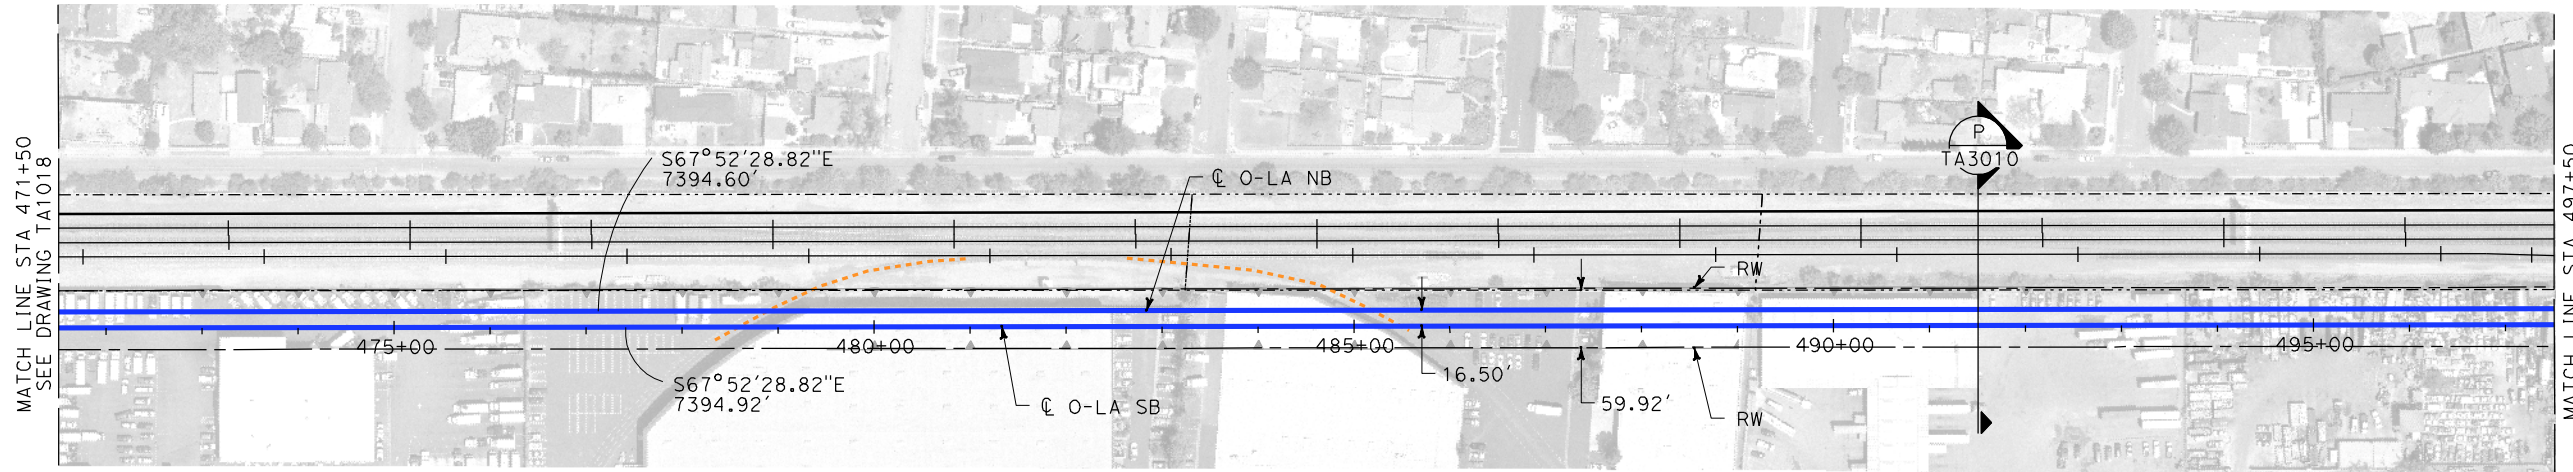 MATCH LINE STA 4471+50
SEE DRAWING TA1018
S67°52'28.82"E
7394.60'
℄ O-LA NB
P
TA3010
RW
475+00
480+00
485+00
490+00
495+00
S67°52'28.82"E
7394.92'
℄ O-LA SB
16.50'
59.92'
RW
MATCH LINE STA 4497+50